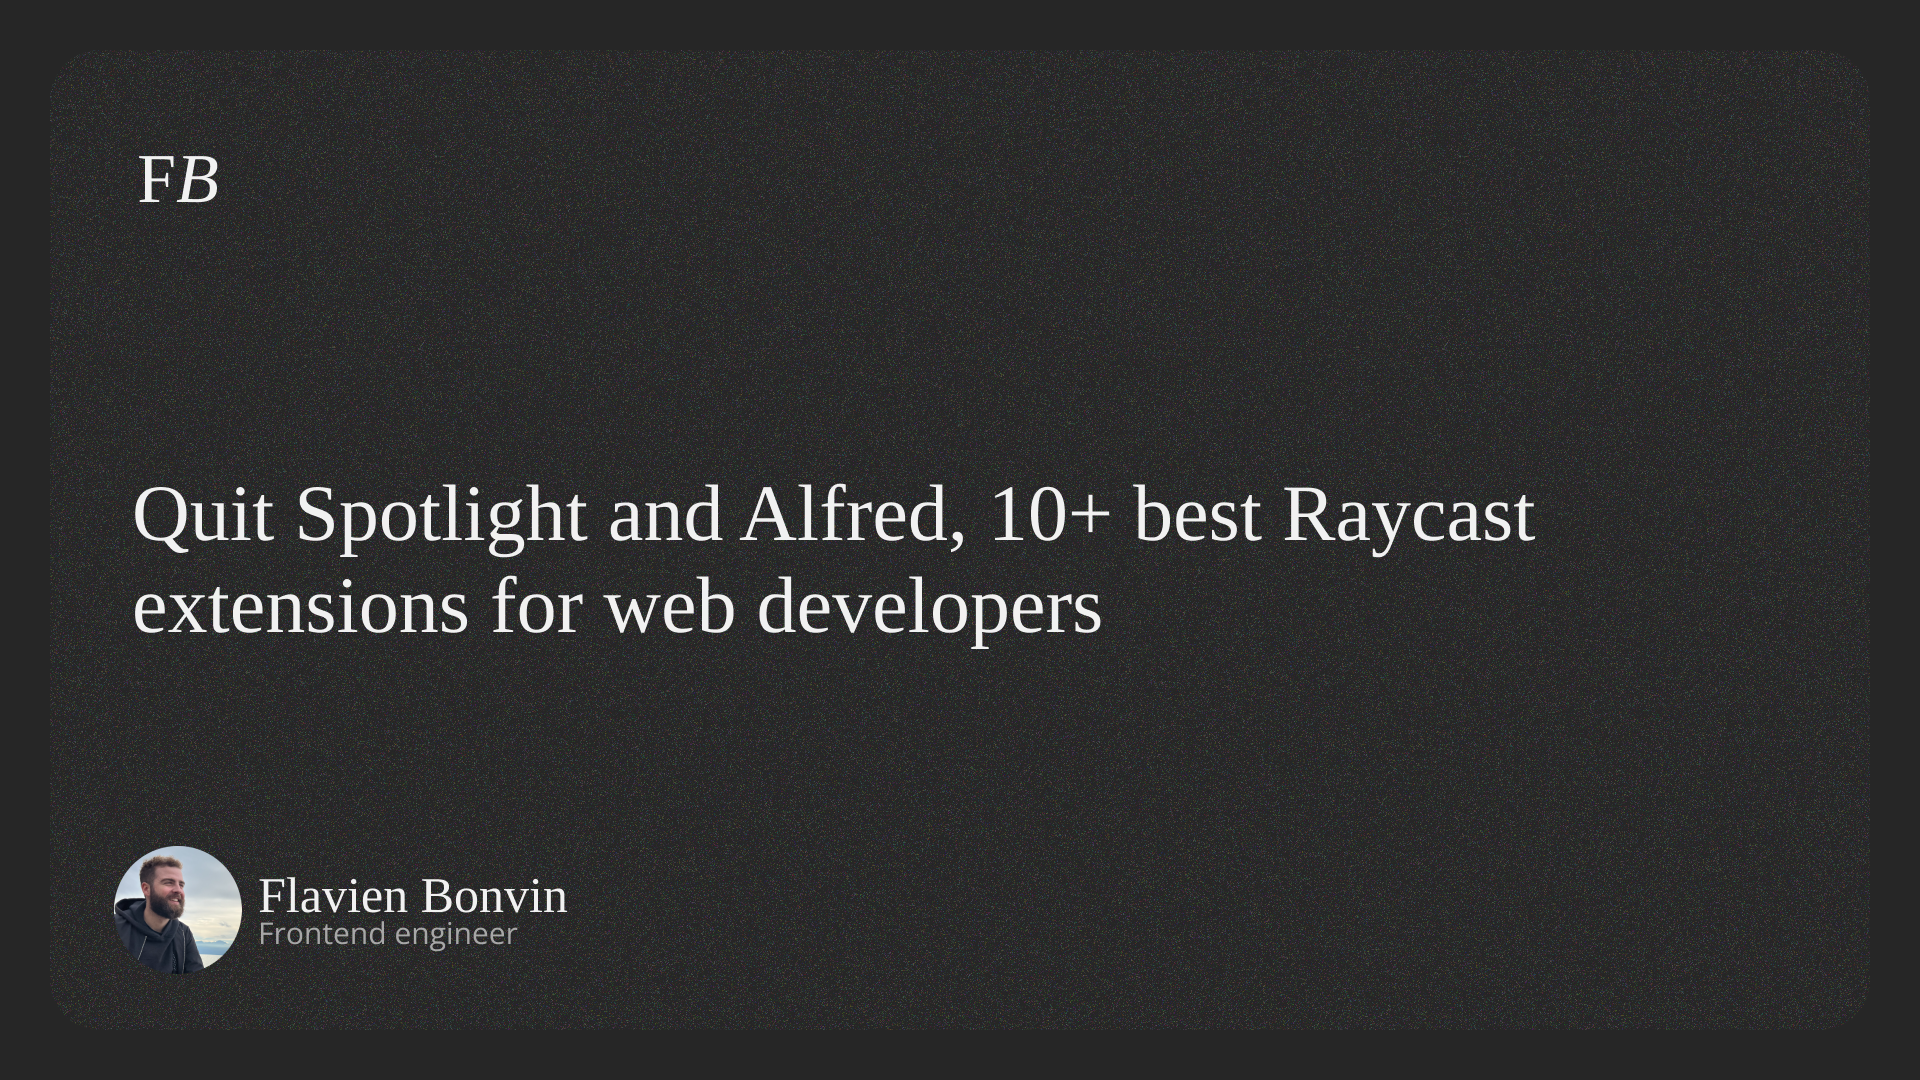 FB
Quit Spotlight and Alfred, 10+ best Raycast
extensions for web developers
Flavien Bonvin
Frontend engineer